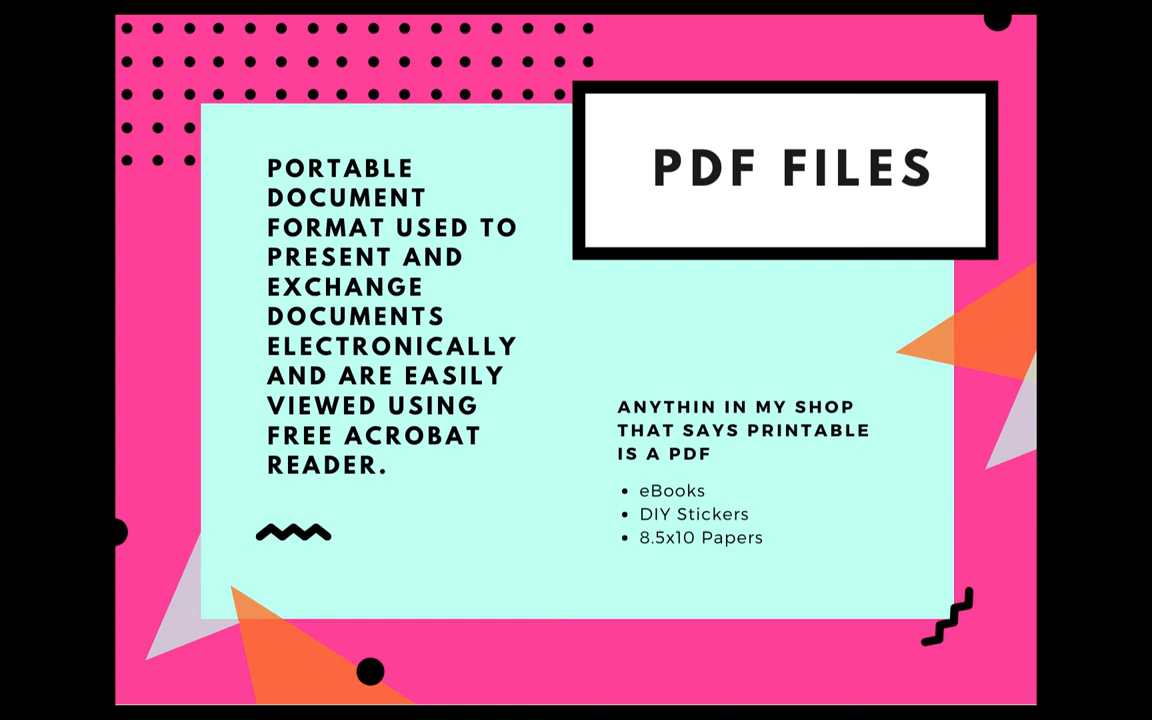 PDF FILES
PORTABLE
DOCUMENT
FORMAT USED TO
PRESENT AND
EXCHANGE
DOCUMENTS
ELECTRONICALLY
AND ARE EASILY
VIEWED USING
FREE ACROBAT
READER.
ANYTHIN IN MY SHOP
THAT SAYS PRINTABLE
IS A PDF
• eBooks
• DIY Stickers
• 8.5x10 Papers